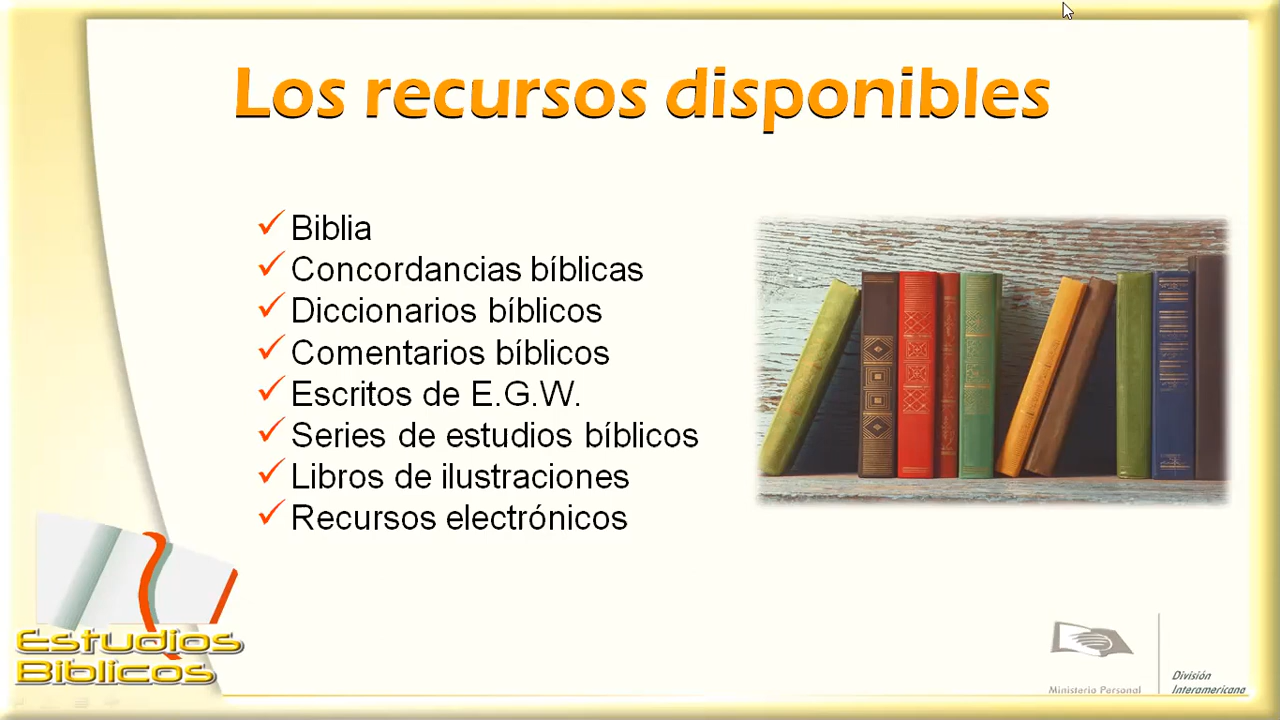 Los recursos disponibles
Biblia
Concordancias bíblicas
Diccionarios bíblicos
Comentarios bíblicos
Escritos de E.G.W.
Series de estudios bíblicos
Libros de ilustraciones
Recursos electrónicos
Estudios
Bíblicos
Ministerio Personal
División
Interamericana